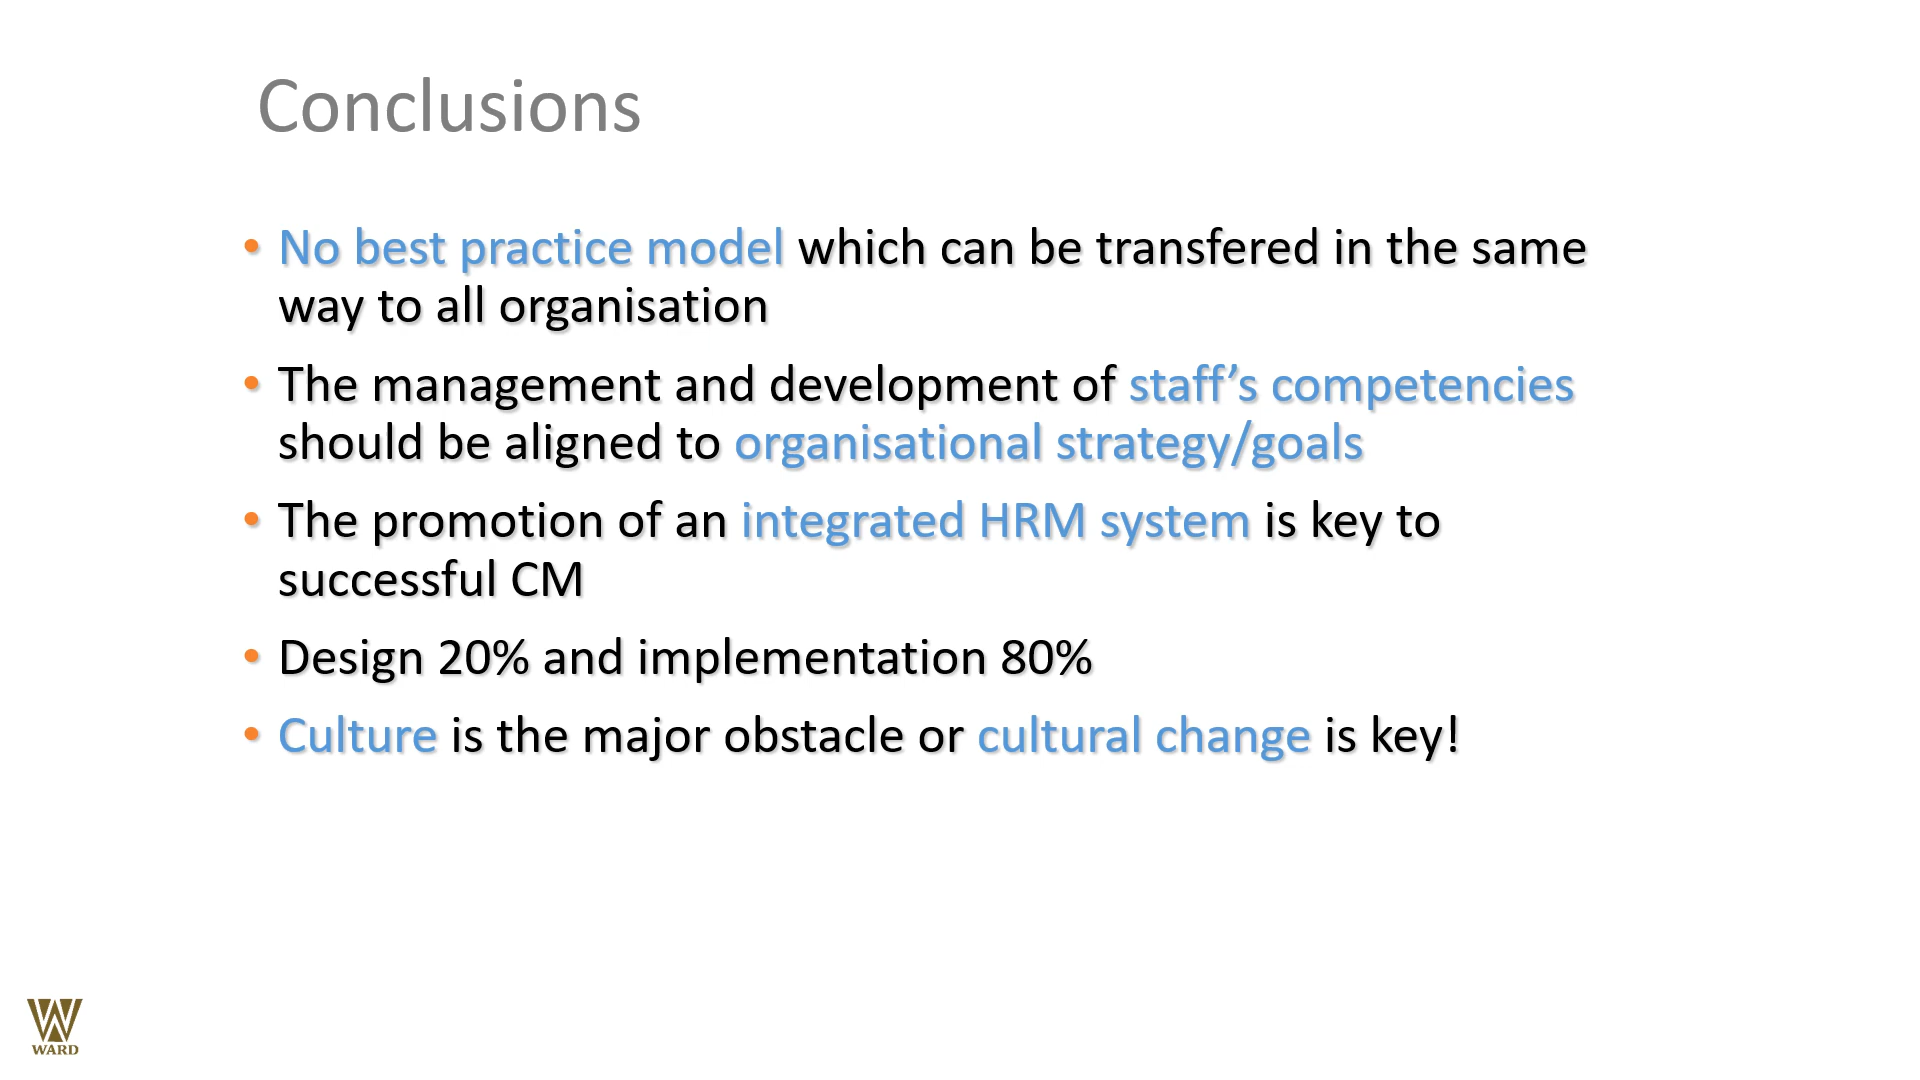 Conclusions
• No best practice model which can be transfered in the same
way to all organisation
• The management and development of staff’s competencies
should be aligned to organisational strategy/goals
• The promotion of an integrated HRM system is key to
successful CM
• Design 20% and implementation 80%
• Culture is the major obstacle or cultural change is key!
WARD